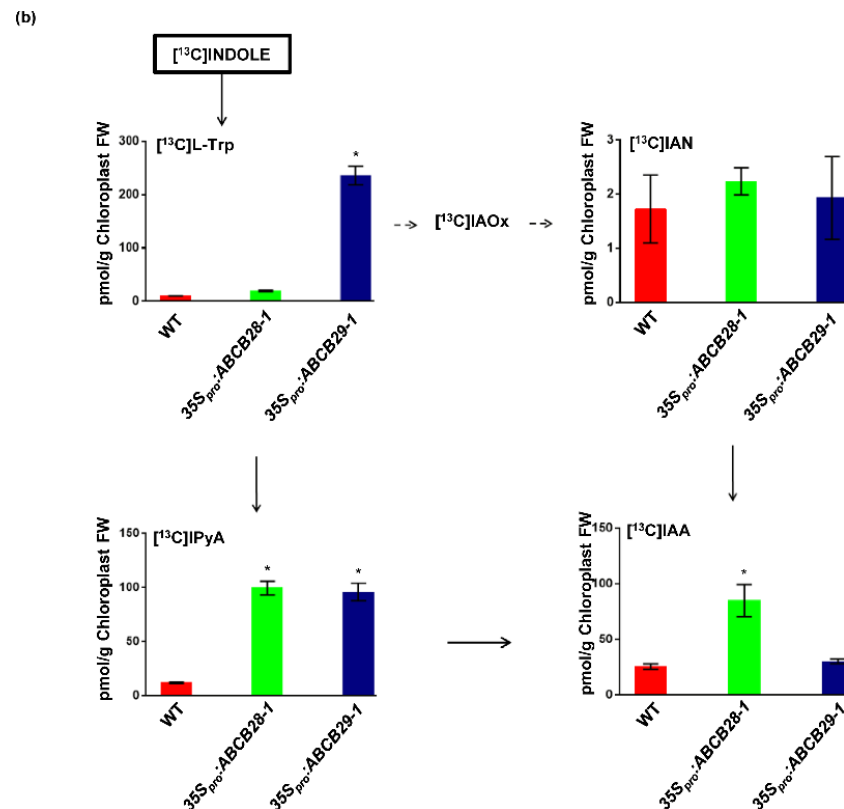 (b)
[¹³C]INDOLE
[¹³C]L-Trp
pmol/g Chloroplast FW
300
200
100
0
*
WT
35Spro:ABCB28-1
35Spro:ABCB29-1
[¹³C]IAOx
[¹³C]IAN
pmol/g Chloroplast FW
3
2
1
0
WT
35Spro:ABCB28-1
35Spro:ABCB29-1
[¹³C]IPyA
pmol/g Chloroplast FW
150
100
50
0
*
*
WT
35Spro:ABCB28-1
35Spro:ABCB29-1
[¹³C]IAA
pmol/g Chloroplast FW
150
100
50
0
*
WT
35Spro:ABCB28-1
35Spro:ABCB29-1